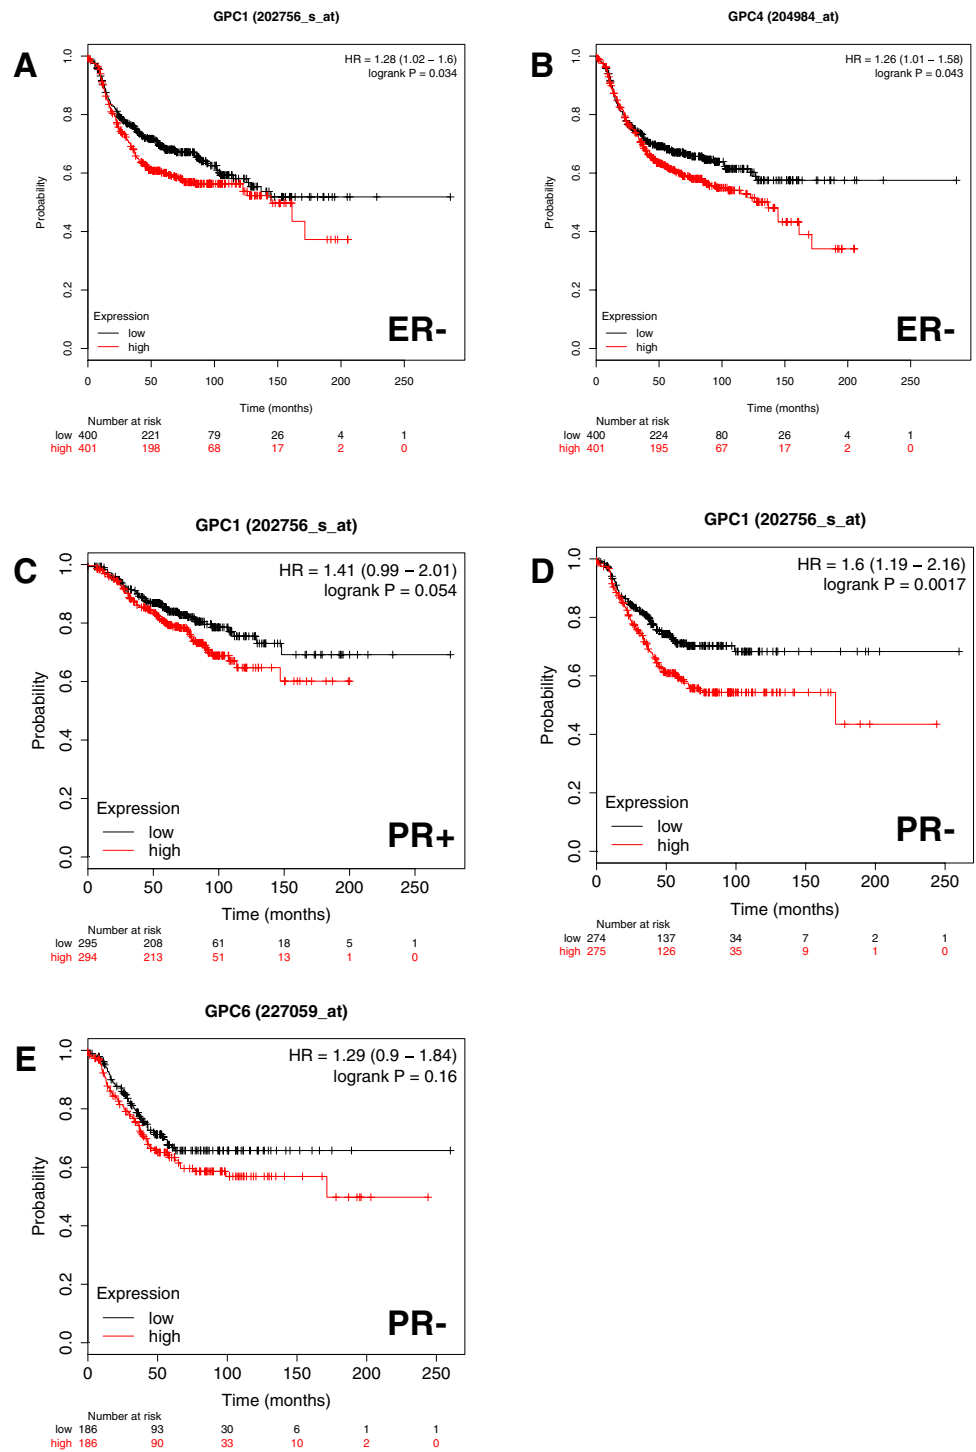 GPC1 (202756_s_at)
A
HR = 1.28 (1.02 − 1.6)
logrank P = 0.034
Probability
0.0 0.2 0.4 0.6 0.8 1.0
Expression
low
high
ER-
0 50 100 150 200 250
Time (months)
Number at risk
low 400 221 79 26 4 1
high 401 198 68 17 2 0
GPC4 (204984_at)
B
HR = 1.26 (1.01 − 1.58)
logrank P = 0.043
Probability
0.0 0.2 0.4 0.6 0.8 1.0
Expression
low
high
ER-
0 50 100 150 200 250
Time (months)
Number at risk
low 400 224 80 26 4 1
high 401 195 67 17 2 0
GPC1 (202756_s_at)
C
HR = 1.41 (0.99 − 2.01)
logrank P = 0.054
Probability
0.0 0.2 0.4 0.6 0.8 1.0
Expression
low
high
PR+
0 50 100 150 200 250
Time (months)
Number at risk
low 295 208 61 18 5 1
high 294 213 51 13 1 0
GPC1 (202756_s_at)
D
HR = 1.6 (1.19 − 2.16)
logrank P = 0.0017
Probability
0.0 0.2 0.4 0.6 0.8 1.0
Expression
low
high
PR-
0 50 100 150 200 250
Time (months)
Number at risk
low 274 137 34 7 2 1
high 275 126 35 9 1 0
GPC6 (227059_at)
E
HR = 1.29 (0.9 − 1.84)
logrank P = 0.16
Probability
0.0 0.2 0.4 0.6 0.8 1.0
Expression
low
high
PR-
0 50 100 150 200 250
Time (months)
Number at risk
low 186 93 30 6 1 1
high 186 90 33 10 2 0